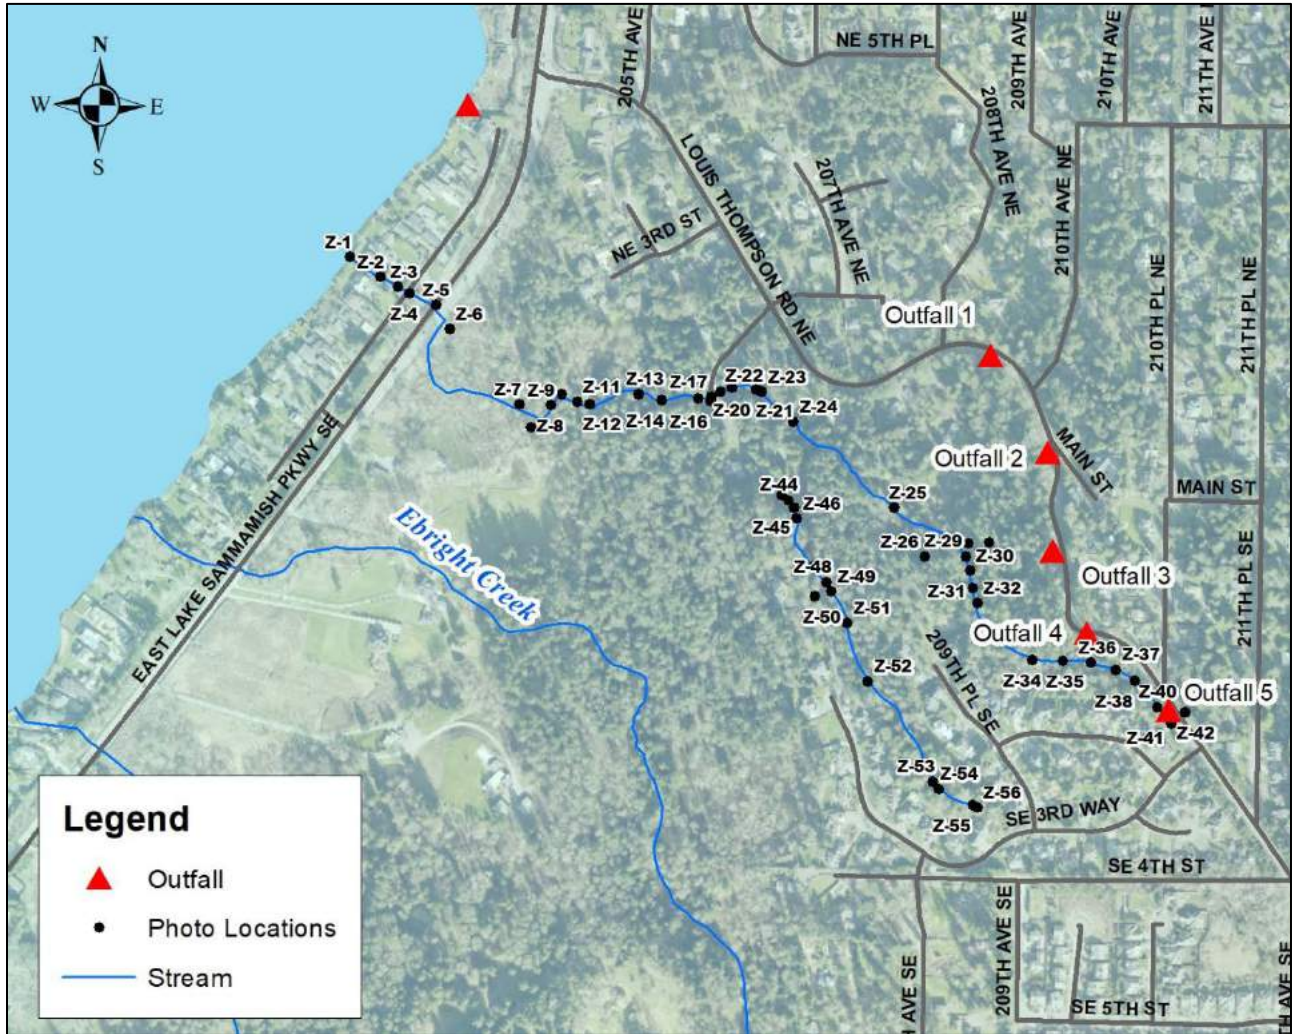 N
W
E
S
205TH AVE
NE 5TH PL
209TH AVE
210TH AVE
211TH AVE
LOUIS THOMPSON RD NE
207TH AVE NE
208TH AVE NE
210TH AVE NE
NE 3RD ST
210TH PL NE
211TH PL NE
Z-1
Z-2
Z-3
Z-4
Z-5
Z-6
Outfall 1
Z-7
Z-9
Z-8
Z-11
Z-12
Z-13
Z-14
Z-17
Z-16
Z-22
Z-23
Z-20
Z-21
Z-24
MAIN ST
Outfall 2
MAIN ST
EAST LAKE SAMMAMISH PKWY SE
Ebright Creek
Z-44
Z-46
Z-45
Z-25
Z-26
Z-29
Z-30
Outfall 3
211TH PL SE
Z-48
Z-49
Z-50
Z-51
Z-31
Z-32
Outfall 4
Z-36
Z-37
Z-34
Z-35
209TH PL SE
Z-52
Z-40
Z-38
Outfall 5
Z-41
Z-42
Z-53
Z-54
Z-56
Z-55
SE 3RD WAY
SE 4TH ST
209TH AVE SE
AVE SE
SE 5TH ST
TH AVE SE
Legend
Outfall
Photo Locations
Stream